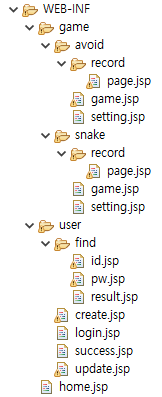 WEB-INF
game
avoid
record
page.jsp
game.jsp
setting.jsp
snake
record
page.jsp
game.jsp
setting.jsp
user
find
id.jsp
pw.jsp
result.jsp
create.jsp
login.jsp
success.jsp
update.jsp
home.jsp